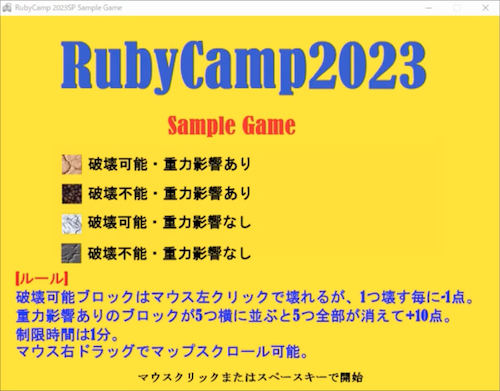 RubyCamp 2023SP Sample Game
RubyCamp2023
Sample Game
破壊可能・重力影響あり
破壊不能・重力影響あり
破壊可能・重力影響なし
破壊不能・重力影響なし
[ルール]
破壊可能ブロックはマウス左クリックで壊れるが、1つ壊す毎に-1点。
重力影響ありのブロックが5つ横に並ぶと5つ全部が消えて+10点。
制限時間は1分。
マウス右ドラッグでマップスクロール可能。
マウスクリックまたはスペースキーで開始